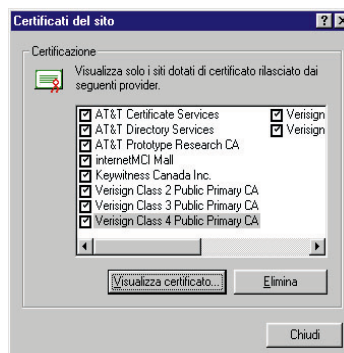 Certificati del sito
Certificazione
Visualizza solo i siti dotati di certificato rilasciato dai
seguenti provider.
AT&T Certificate Services Verisign
AT&T Directory Services Verisign
AT&T Prototype Research CA
internetMCI Mall
Keywitness Canada Inc.
Verisign Class 2 Public Primary CA
Verisign Class 3 Public Primary CA
Verisign Class 4 Public Primary CA
Visualizza certificato... Elimina
Chiudi